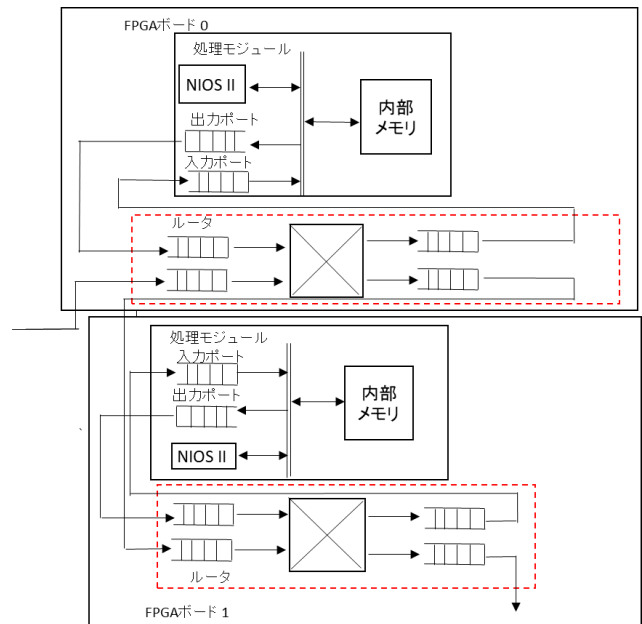 FPGAボード 0
処理モジュール
NIOS II
内部
メモリ
出力ポート
入力ポート
ルータ
処理モジュール
入力ポート
出力ポート
内部
メモリ
NIOS II
ルータ
FPGAボード 1